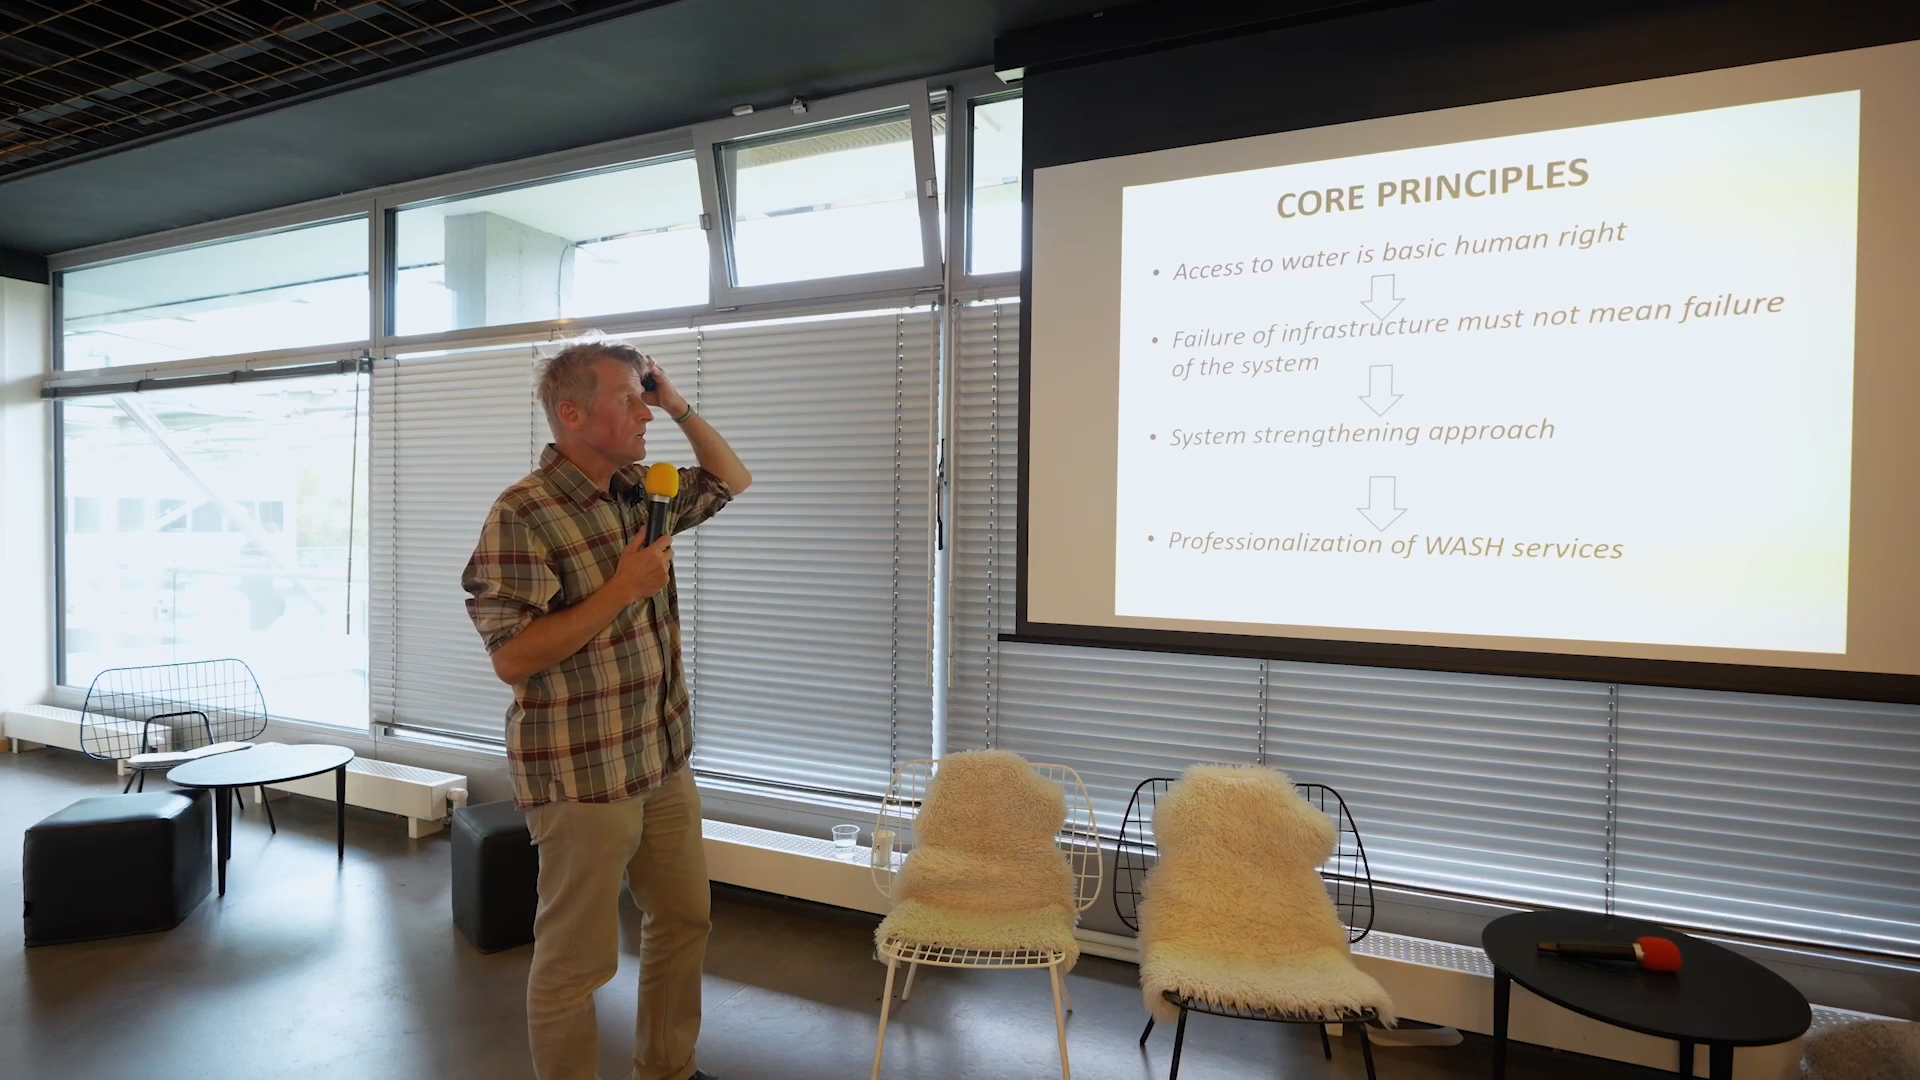 CORE PRINCIPLES
• Access to water is basic human right
• Failure of infrastructure must not mean failure
of the system
• System strengthening approach
• Professionalization of WASH services